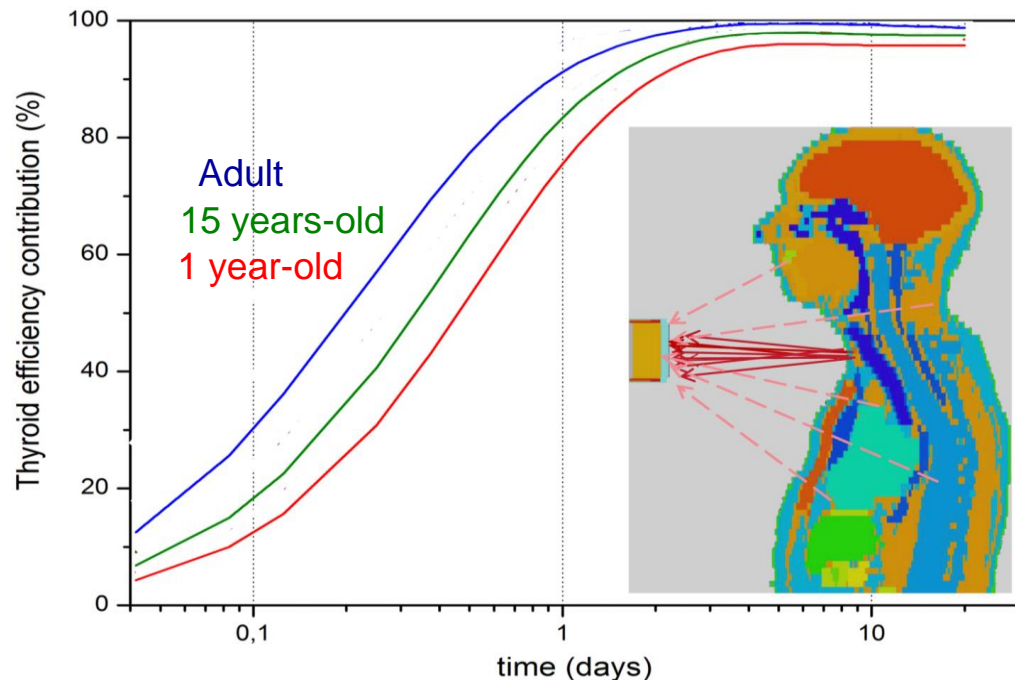 Thyroid efficiency contribution (%)
100
80
60
40
20
0
Adult
15 years-old
1 year-old
0,1
1
10
time (days)